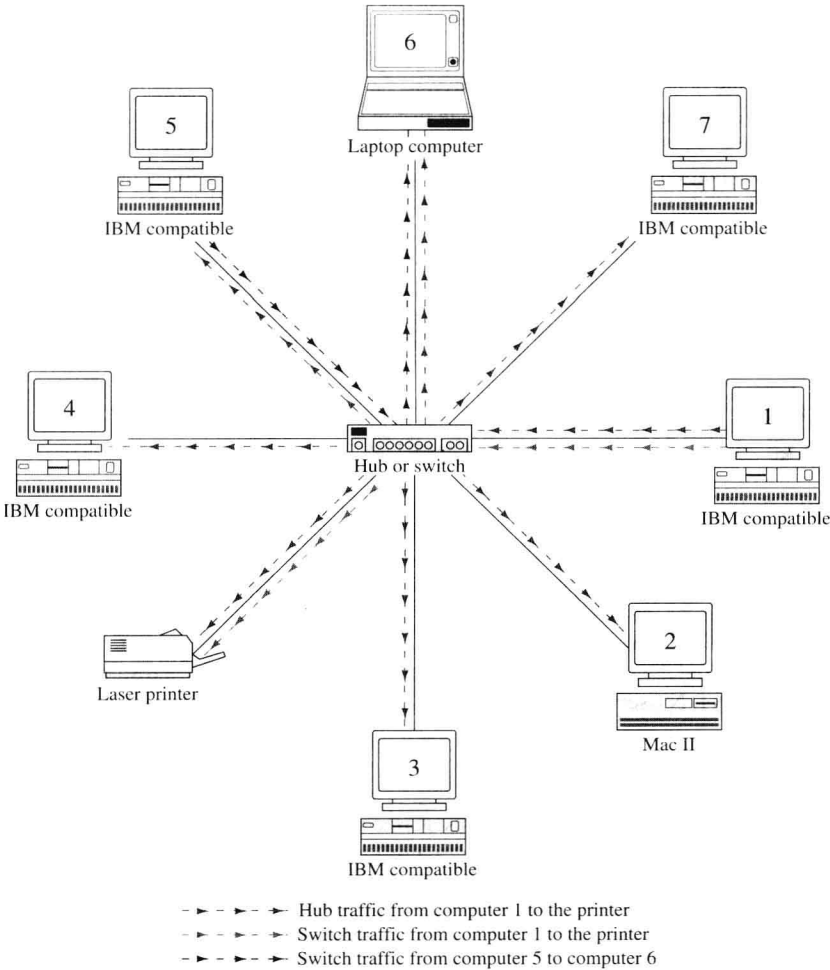 6
Laptop computer
5
IBM compatible
7
IBM compatible
4
IBM compatible
Hub or switch
1
IBM compatible
Laser printer
2
Mac II
3
IBM compatible
Hub traffic from computer 1 to the printer
Switch traffic from computer 1 to the printer
Switch traffic from computer 5 to computer 6